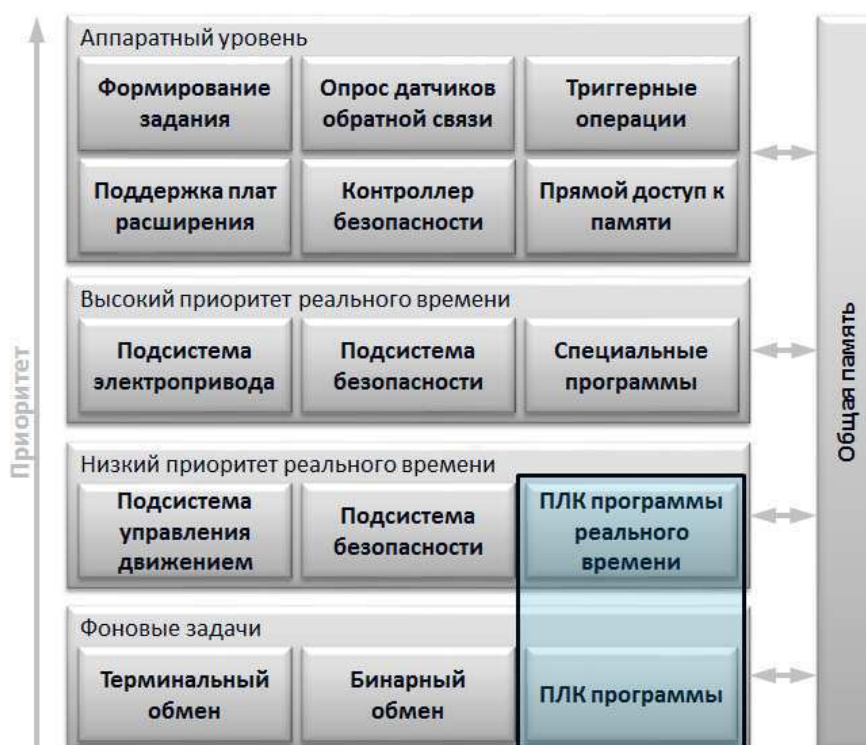 Аппаратный уровень
Формирование
задания
Опрос датчиков
обратной связи
Триггерные
операции
Поддержка плат
расширения
Контроллер
безопасности
Прямой доступ к
памяти
Высокий приоритет реального времени
Подсистема
электропривода
Подсистема
безопасности
Специальные
программы
Низкий приоритет реального времени
Подсистема
управления
движением
Подсистема
безопасности
ПЛК программы
реального
времени
Фоновые задачи
Терминальный
обмен
Бинарный
обмен
ПЛК программы
Приоритет
Общая память